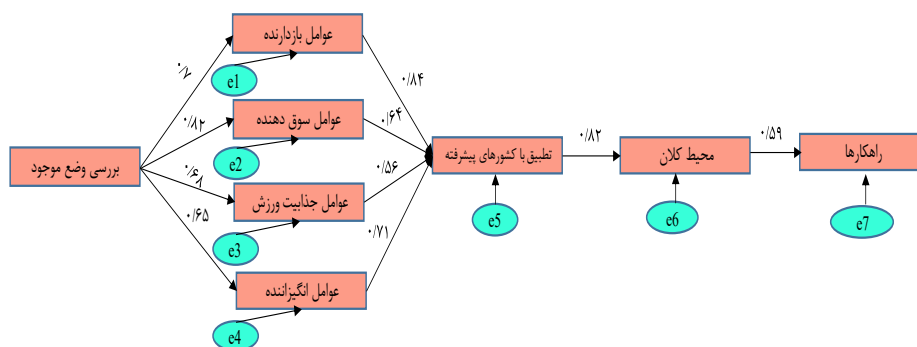 عوامل بازدارنده
e1
۰/۷
۰/۸۴
عوامل سوق دهنده
e2
۰/۸۲
۰/۶۴
بررسی وضع موجود
تطبیق با کشورهای پیشرفته
۰/۸۲
محیط کلان
۰/۵۹
راهکارها
۰/۶۸
۰/۵۶
عوامل جذابیت ورزش
e3
e5
e6
e7
۰/۶۵
۰/۷۱
عوامل انگیزاننده
e4